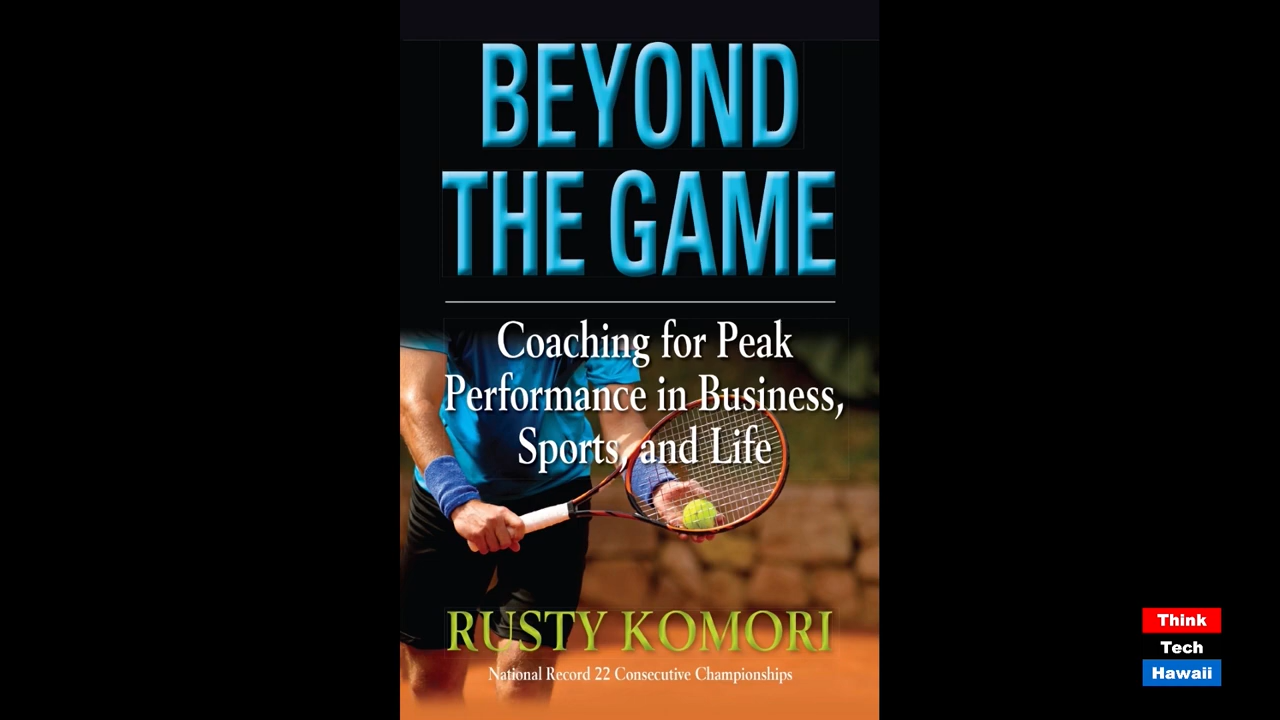 BEYOND
THE GAME
Coaching for Peak
Performance in Business,
Sports, and Life
RUSTY KOMORI
National Record 22 Consecutive Championships
Think
Tech
Hawaii